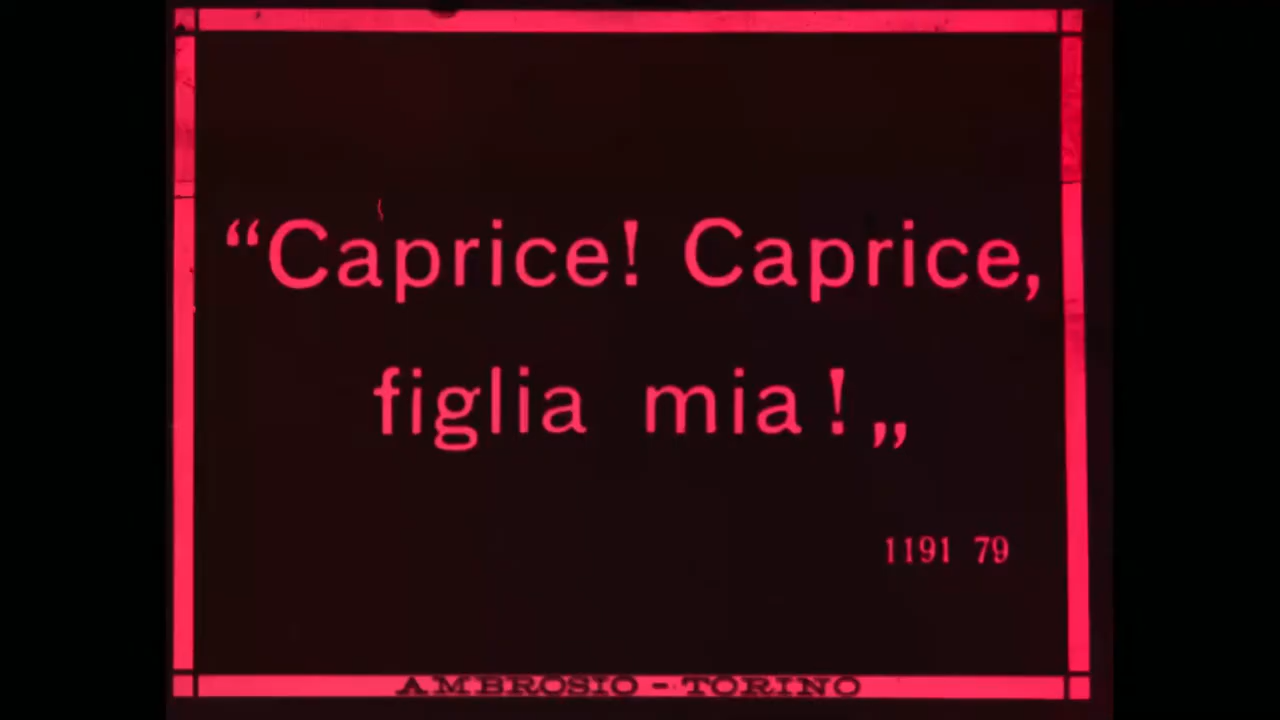 “Caprice! Caprice,
figlia mia!„
1191 79
AMBROSIO - TORINO